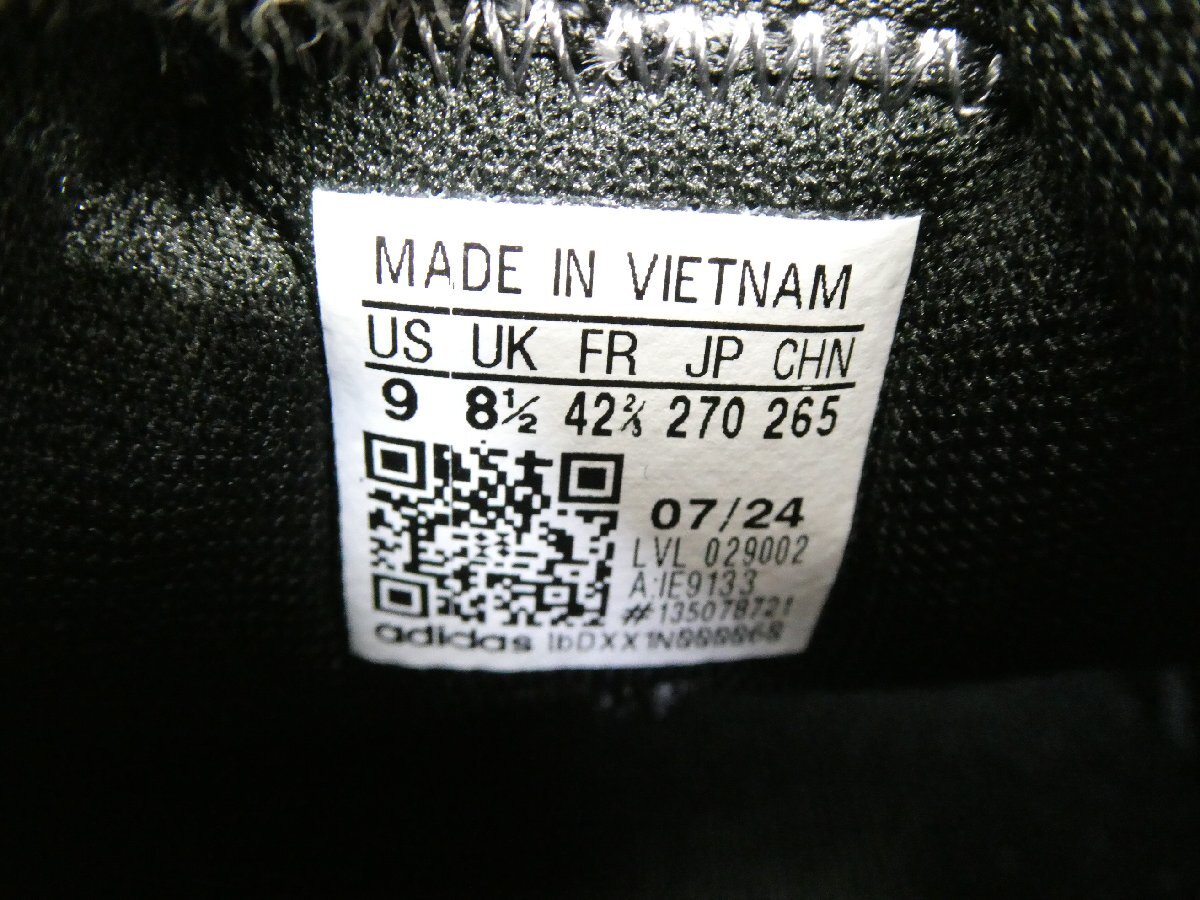 MADE IN VIETNAM
US UK FR JP CHN
9 8½ 42⅔ 270 265
07/24
LVL 029002
A:IE9133
#135078721
adidas IbDXX1N000068